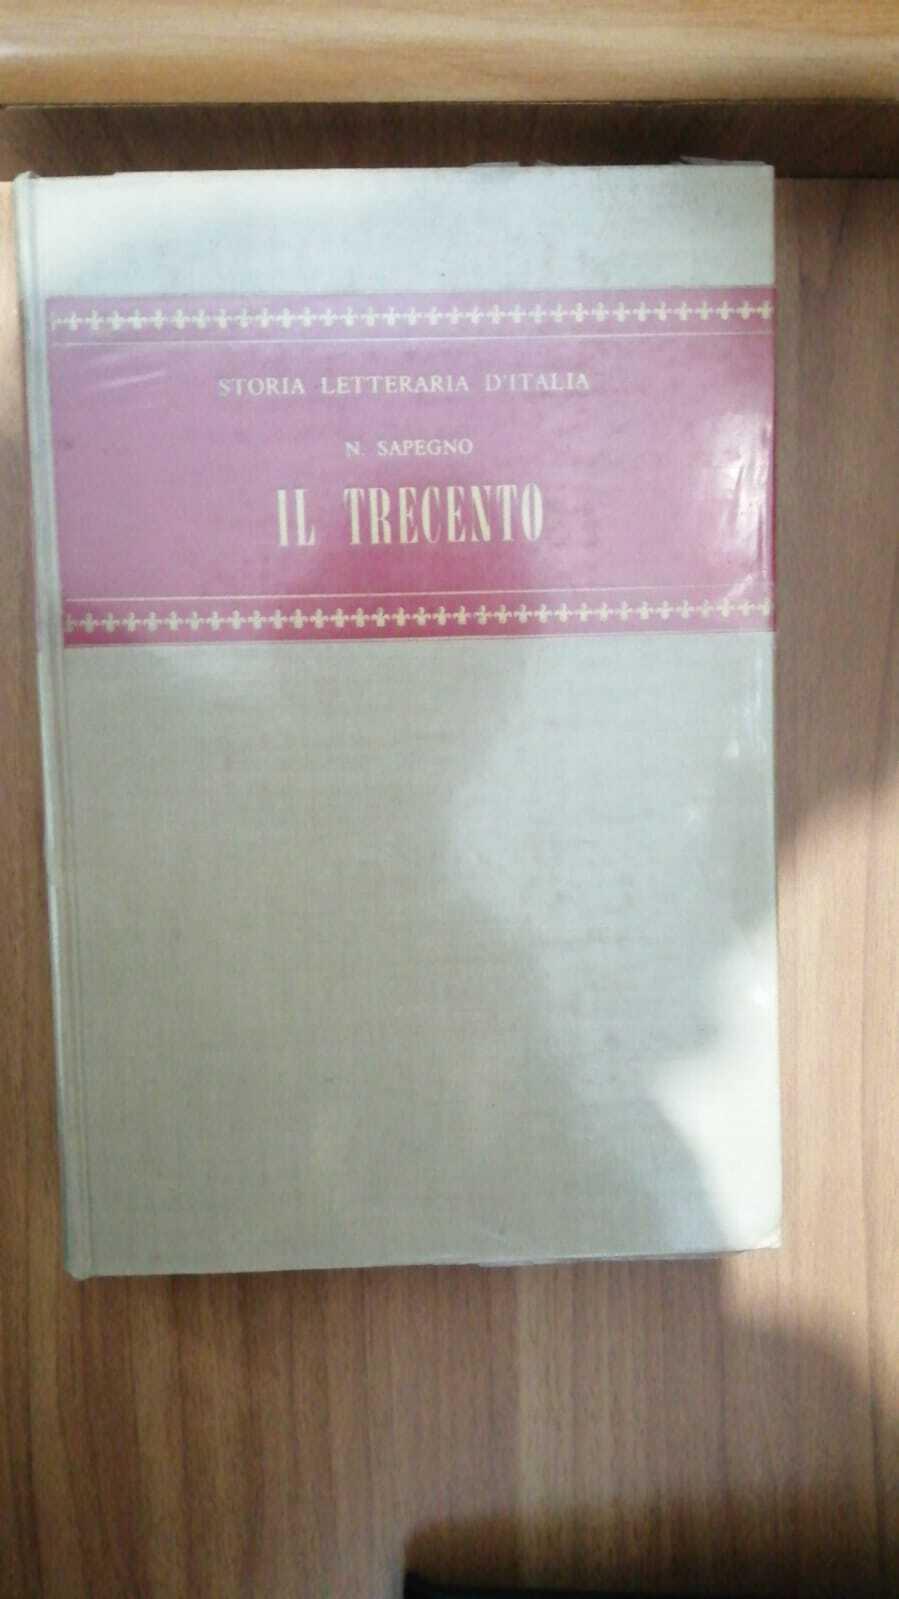 STORIA LETTERARIA D'ITALIA
N. SAPEGNO
IL TRECENTO